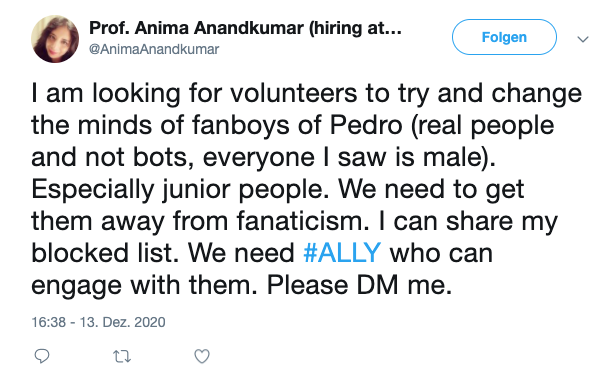 Prof. Anima Anandkumar (hiring at...
@AnimaAnandkumar
Folgen
I am looking for volunteers to try and change
the minds of fanboys of Pedro (real people
and not bots, everyone I saw is male).
Especially junior people. We need to get
them away from fanaticism. I can share my
blocked list. We need #ALLY who can
engage with them. Please DM me.
16:38 - 13. Dez. 2020